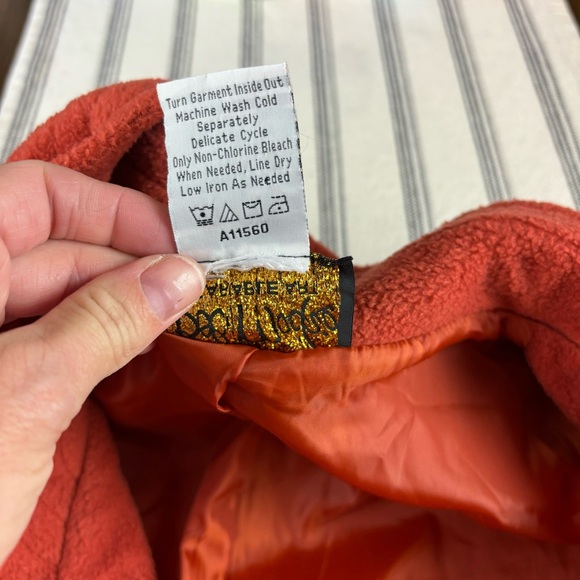 Turn Garment Inside Out
Machine Wash Cold
Separately
Delicate Cycle
Only Non-Chlorine Bleach
When Needed, Line Dry
Low Iron As Needed
A11560
ART